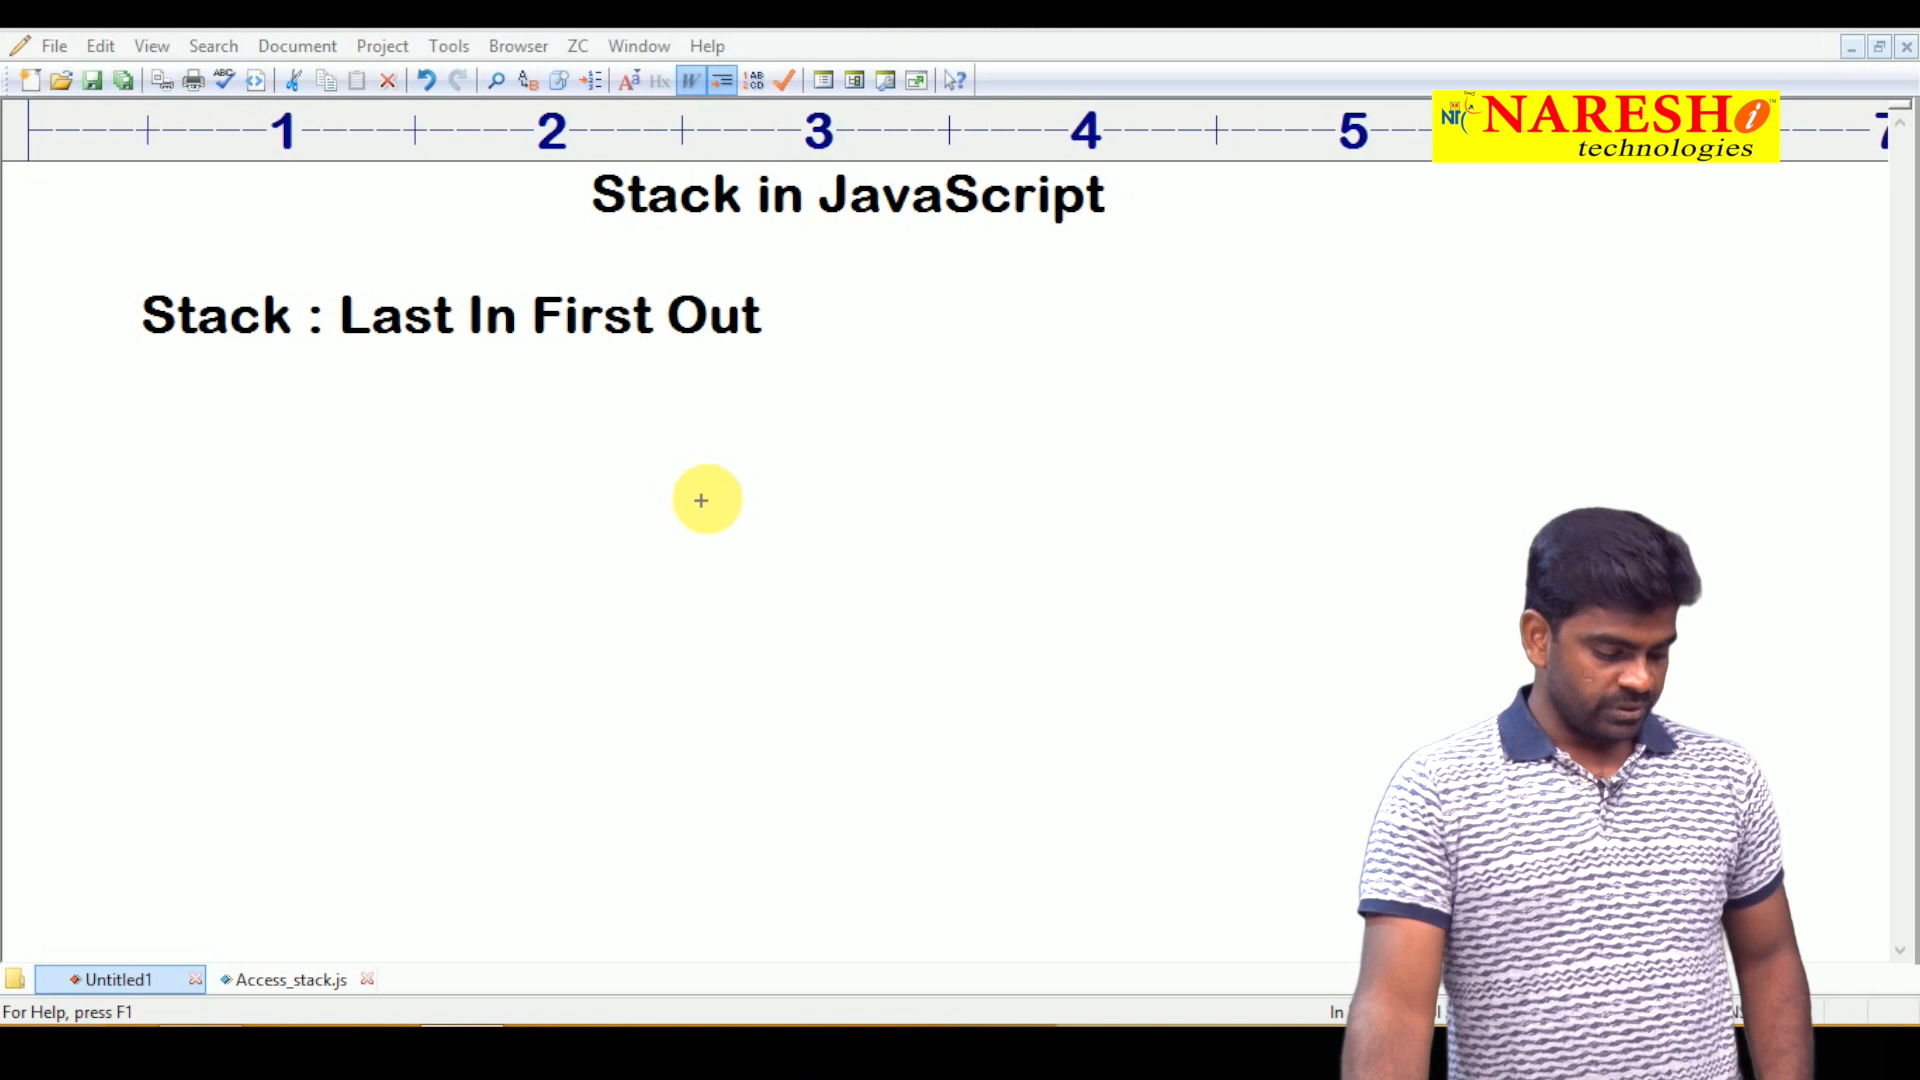 File Edit View Search Document Project Tools Browser ZC Window Help
1 2 3 4 5 7
NARESH i
technologies
Stack in JavaScript
Stack : Last In First Out
Untitled1 Access_stack.js
For Help, press F1
In